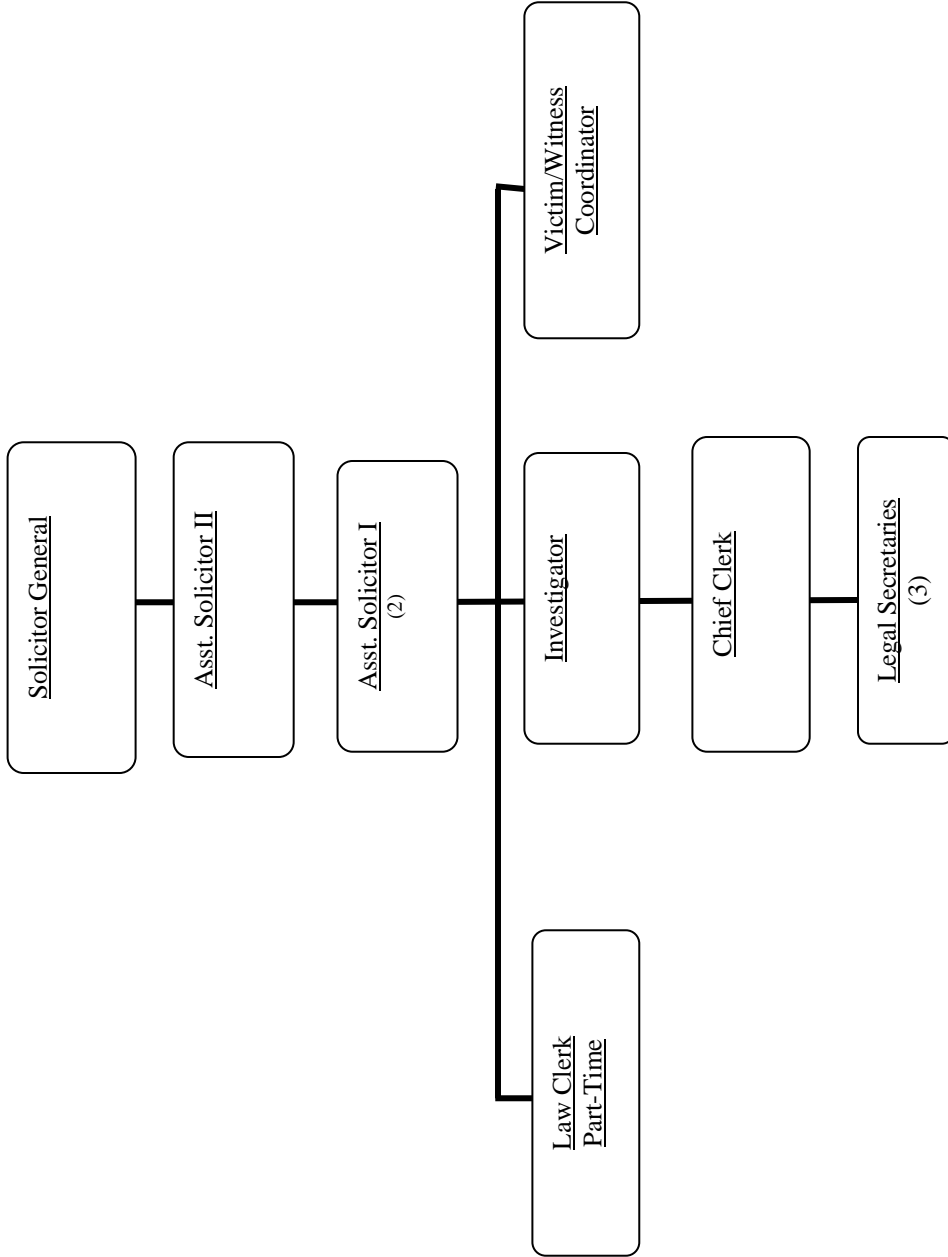 Solicitor General
Asst. Solicitor II
Asst. Solicitor I
(2)
Law Clerk
Part-Time
Investigator
Victim/Witness
Coordinator
Chief Clerk
Legal Secretaries
(3)